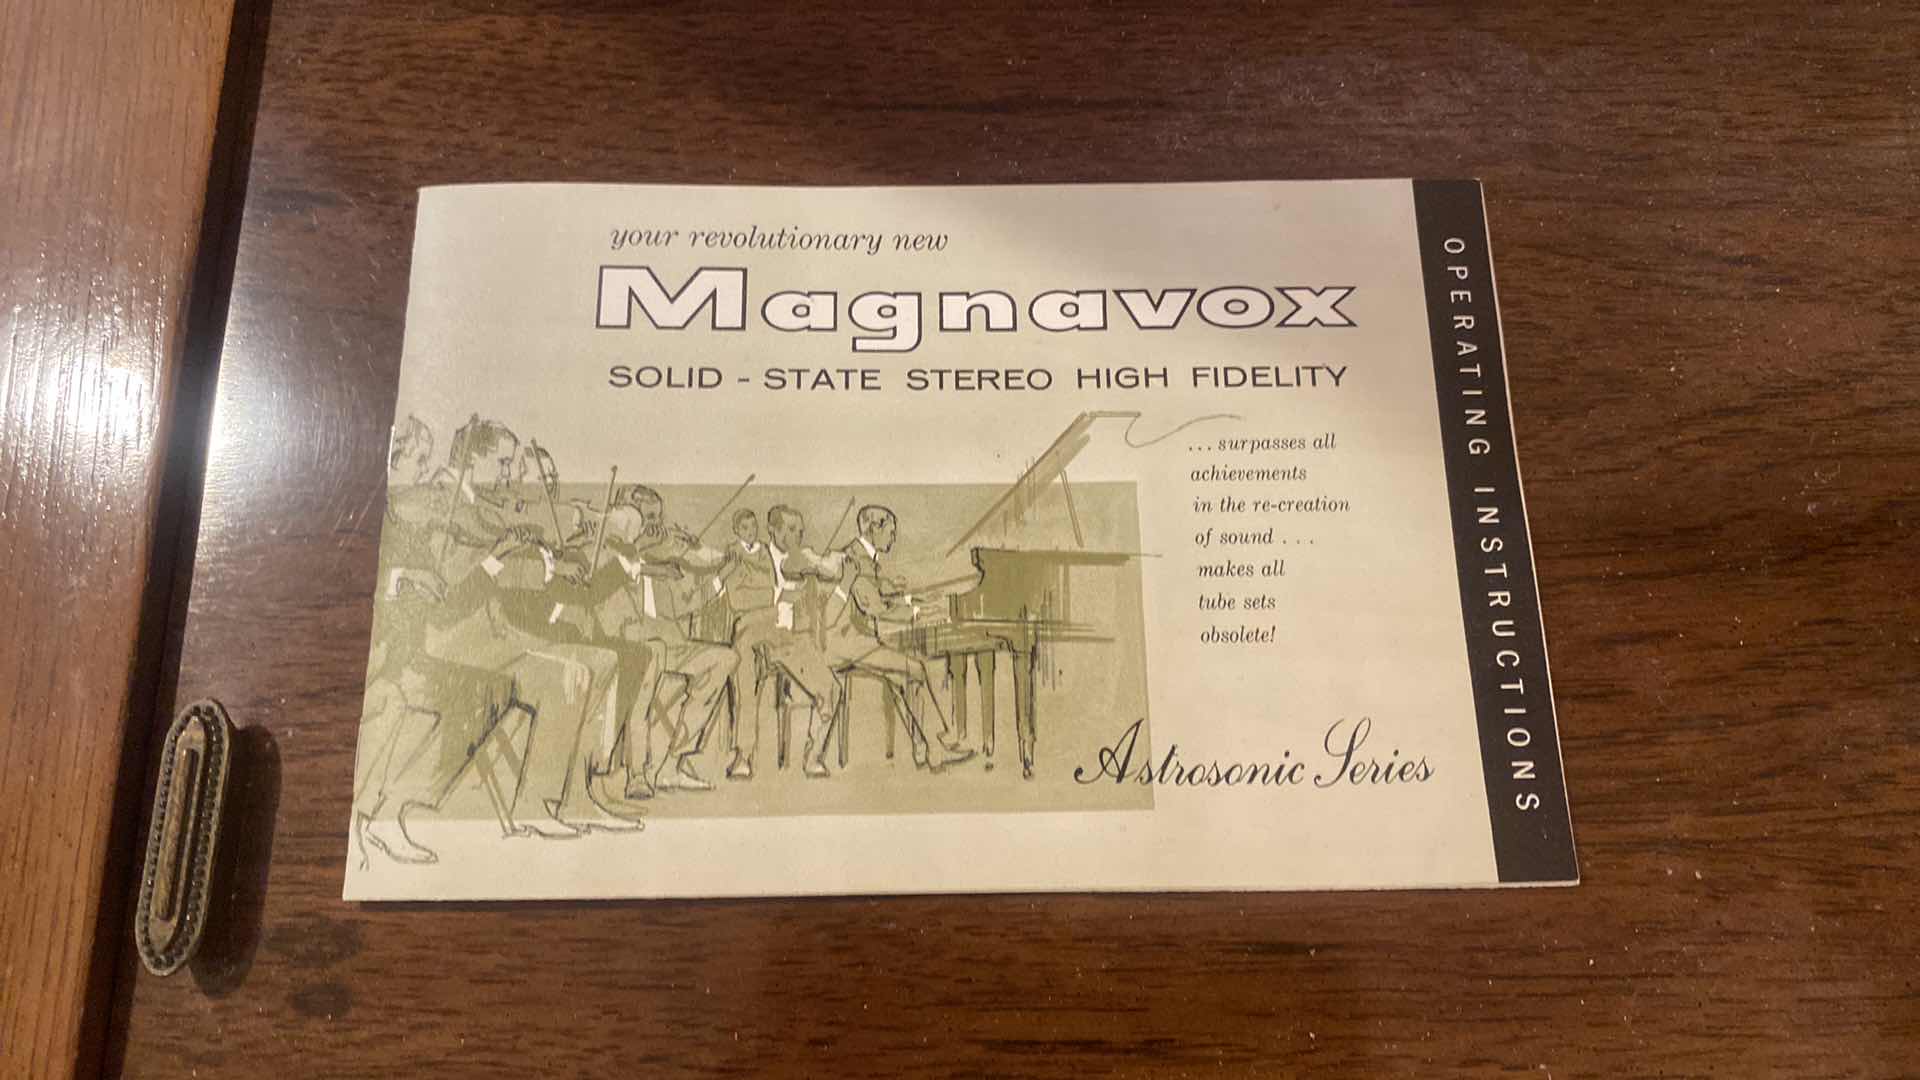 your revolutionary new
Magnavox
SOLID - STATE STEREO HIGH FIDELITY
... surpasses all
achievements
in the re-creation
of sound ...
makes all
tube sets
obsolete!
Astrosonic Series
OPERATING INSTRUCTIONS